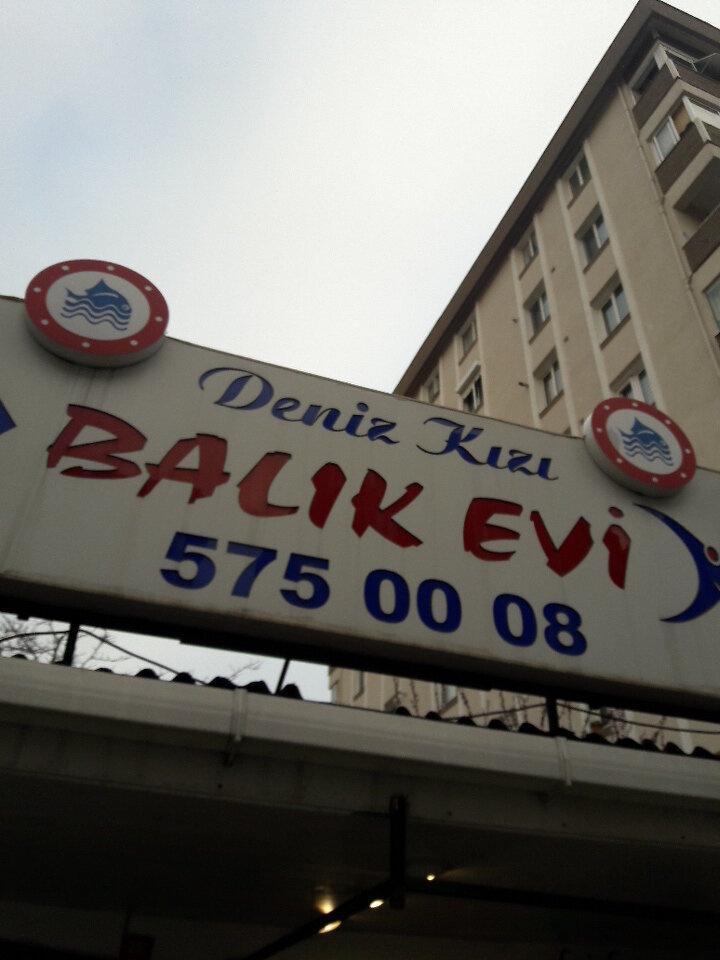 Deniz Kızı
BALIK EVİ
575 00 08